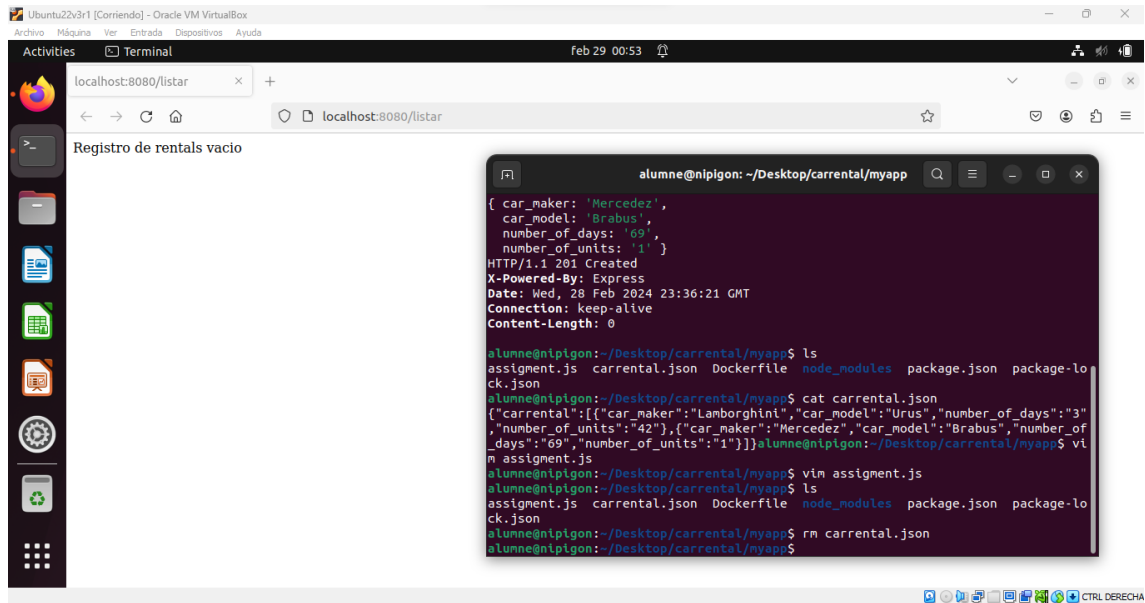 Ubuntu22v3r1 [Corriendo] - Oracle VM VirtualBox
Archivo Máquina Ver Entrada Dispositivos Ayuda
Activities Terminal feb 29 00:53
localhost:8080/listar
localhost:8080/listar
Registro de rentals vacio
alumne@nipigon: ~/Desktop/carrental/myapp
{ car_maker: 'Mercedez',
car_model: 'Brabus',
number_of_days: '69',
number_of_units: '1' }
HTTP/1.1 201 Created
X-Powered-By: Express
Date: Wed, 28 Feb 2024 23:36:21 GMT
Connection: keep-alive
Content-Length: 0
alumne@nipigon:~/Desktop/carrental/myapp$ ls
assigment.js carrental.json Dockerfile node_modules package.json package-lo
ck.json
alumne@nipigon:~/Desktop/carrental/myapp$ cat carrental.json
{"carrental":[{"car_maker":"Lamborghini","car_model":"Urus","number_of_days":"3"
,"number_of_units":"42"},{"car_maker":"Mercedez","car_model":"Brabus","number_of
_days":"69","number_of_units":"1"}]}alumne@nipigon:~/Desktop/carrental/myapp$ vi
m assigment.js
alumne@nipigon:~/Desktop/carrental/myapp$ vim assigment.js
alumne@nipigon:~/Desktop/carrental/myapp$ ls
assigment.js carrental.json Dockerfile node_modules package.json package-lo
ck.json
alumne@nipigon:~/Desktop/carrental/myapp$ rm carrental.json
alumne@nipigon:~/Desktop/carrental/myapp$
CTRL DERECHA